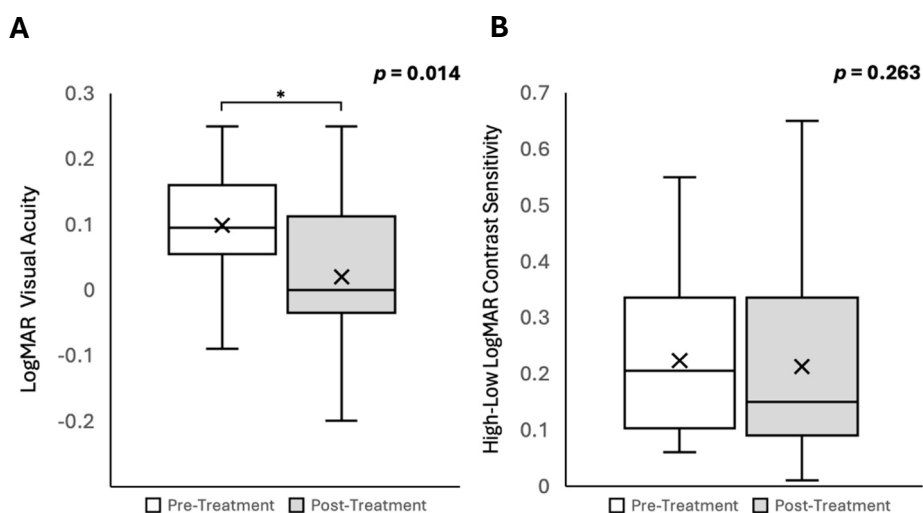 A
p = 0.014
*
0.3
0.2
0.1
0
-0.1
-0.2
LogMAR Visual Acuity
Pre-Treatment Post-Treatment
B
p = 0.263
0.7
0.6
0.5
0.4
0.3
0.2
0.1
0
High-Low LogMAR Contrast Sensitivity
Pre-Treatment Post-Treatment